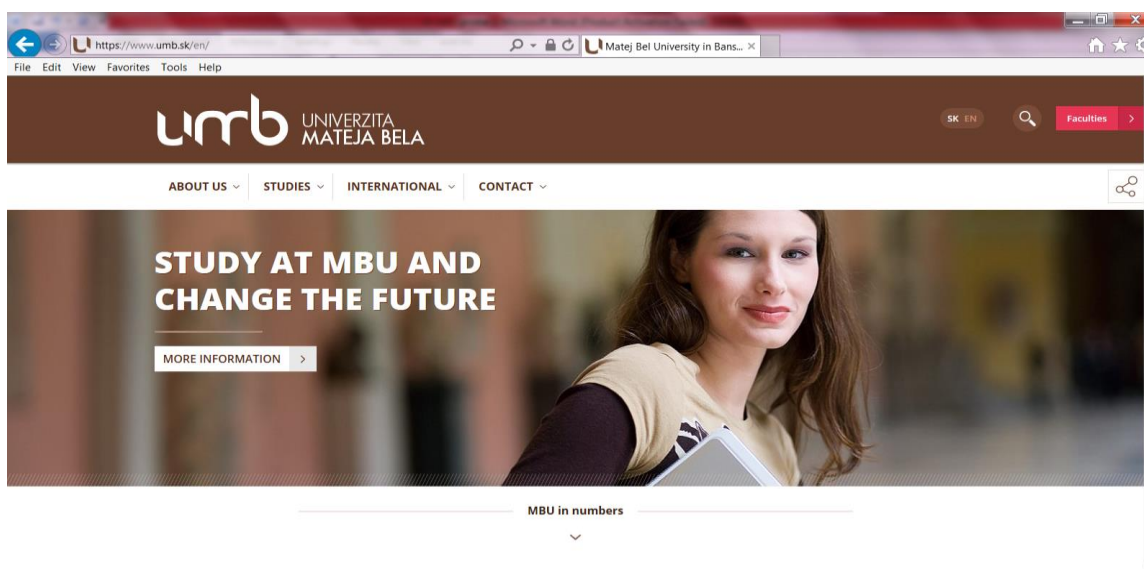 https://www.umb.sk/en/
Matej Bel University in Bans...
File Edit View Favorites Tools Help
umb UNIVERZITA
MATEJA BELA
SK EN
Faculties
ABOUT US
STUDIES
INTERNATIONAL
CONTACT
STUDY AT MBU AND
CHANGE THE FUTURE
MORE INFORMATION
MBU in numbers